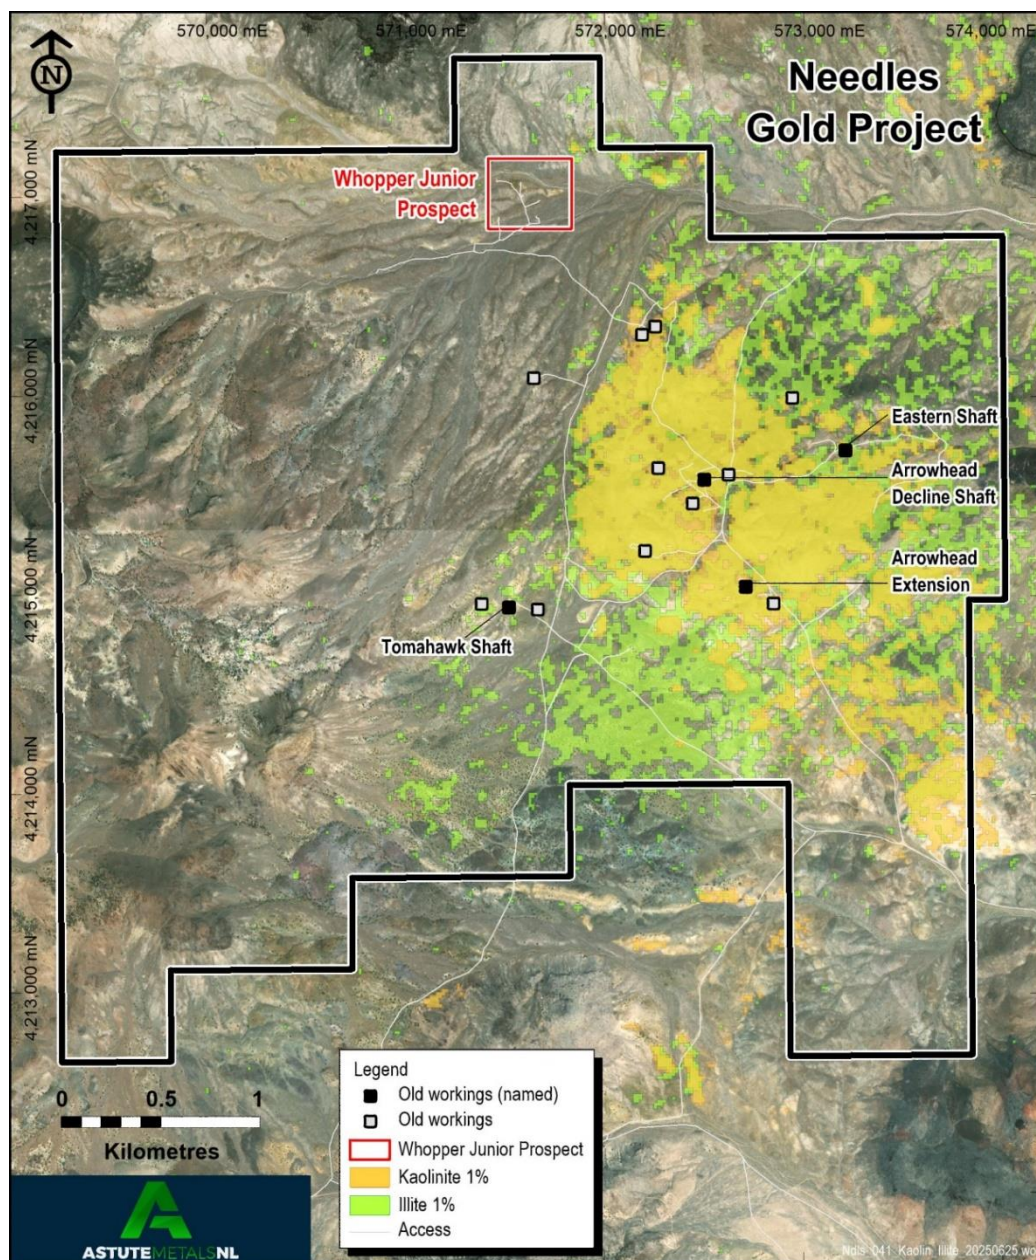 570,000 mE
571,000 mE
572,000 mE
573,000 mE
574,000 mE
N
Needles
Gold Project
4,217,000 mN
Whopper Junior
Prospect
4,216,000 mN
Eastern Shaft
Arrowhead
Decline Shaft
Arrowhead
Extension
4,215,000 mN
Tomahawk Shaft
4,214,000 mN
4,213,000 mN
0 0.5 1
Kilometres
Legend
Old workings (named)
Old workings
Whopper Junior Prospect
Kaolinite 1%
Illite 1%
Access
ASTUTEMETALSNL